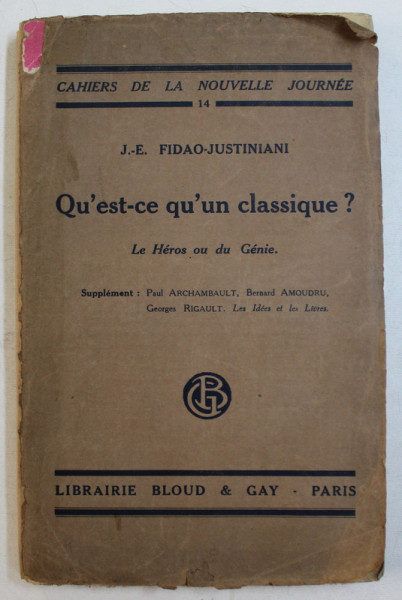 CAHIERS DE LA NOUVELLE JOURNÉE
14
J.-E. FIDAO-JUSTINIANI
Qu'est-ce qu'un classique ?
Le Héros ou du Génie.
Supplément : Paul ARCHAMBAULT, Bernard AMOUDRU,
Georges RIGAULT. Les Idées et les Livres.
BG
LIBRAIRIE BLOUD & GAY - PARIS